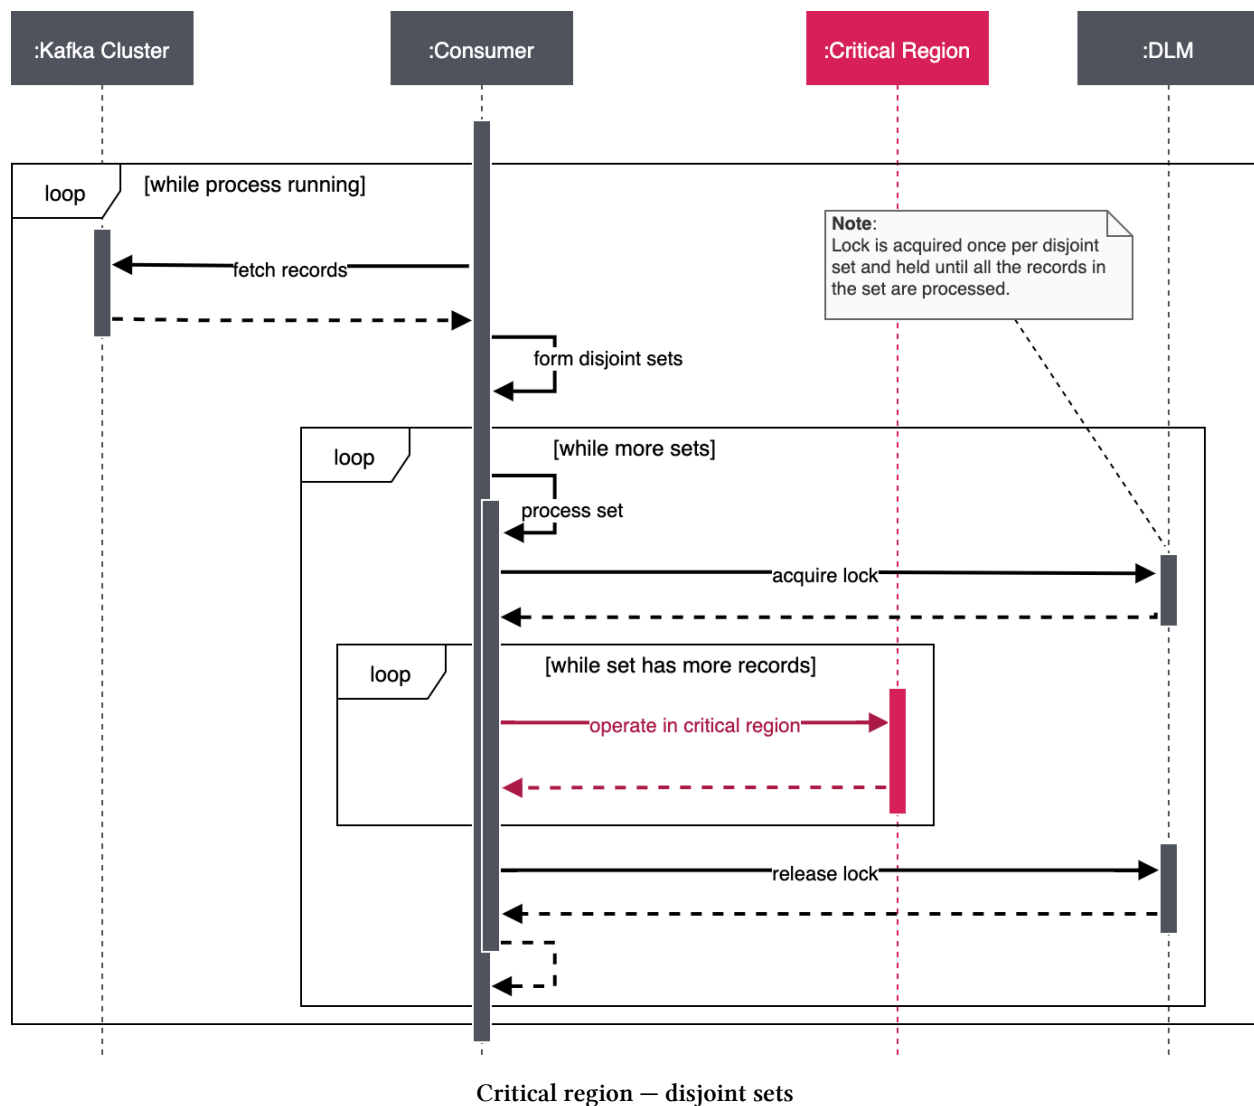 :Kafka Cluster
:Consumer
:Critical Region
:DLM
loop
[while process running]
Note:
Lock is acquired once per disjoint
set and held until all the records in
the set are processed.
fetch records
form disjoint sets
loop
[while more sets]
process set
acquire lock
loop
[while set has more records]
operate in critical region
release lock
Critical region — disjoint sets